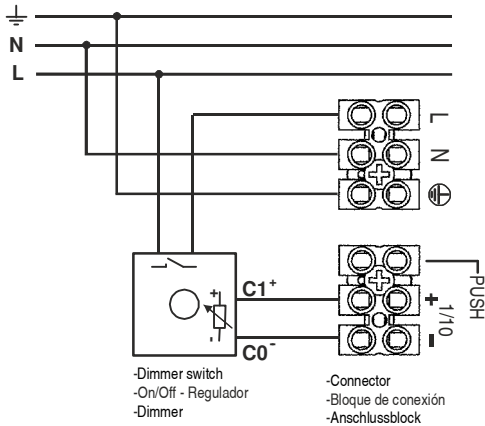 N
L
L
N
C1+
C0-
PUSH
+ 1/10 -
+
-
-Dimmer switch
-On/Off - Regulador
-Dimmer
-Connector
-Bloque de conexión
-Anschlussblock